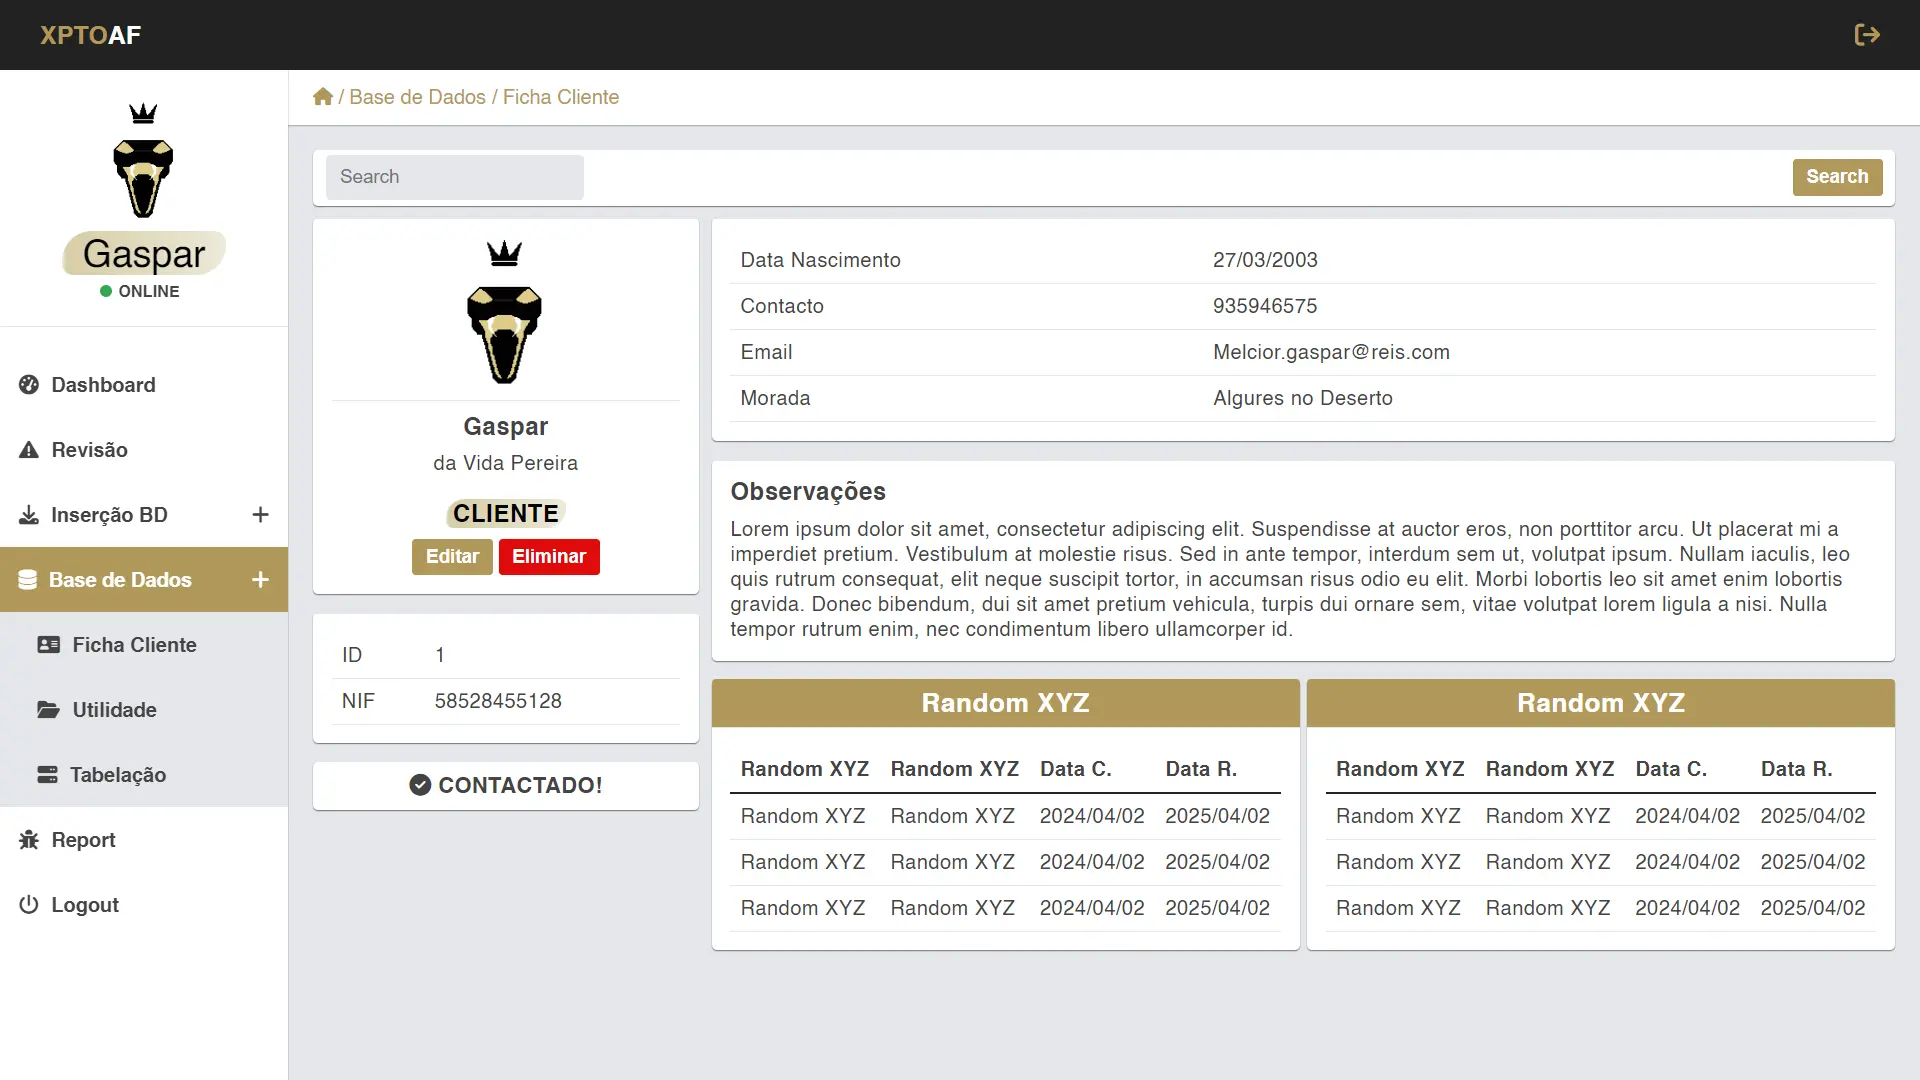 XPTOAF
Gaspar
ONLINE
Dashboard
Revisão
Inserção BD
Base de Dados
Ficha Cliente
Utilidade
Tabelação
Report
Logout
/ Base de Dados / Ficha Cliente
Search
Search
Gaspar
da Vida Pereira
CLIENTE
Editar Eliminar
ID 1
NIF 58528455128
CONTACTADO!
Data Nascimento 27/03/2003
Contacto 935946575
Email Melcior.gaspar@reis.com
Morada Algures no Deserto
Observações
Lorem ipsum dolor sit amet, consectetur adipiscing elit. Suspendisse at auctor eros, non porttitor arcu. Ut placerat mi a
imperdiet pretium. Vestibulum at molestie risus. Sed in ante tempor, interdum sem ut, volutpat ipsum. Nullam iaculis, leo
quis rutrum consequat, elit neque suscipit tortor, in accumsan risus odio eu elit. Morbi lobortis leo sit amet enim lobortis
gravida. Donec bibendum, dui sit amet pretium vehicula, turpis dui ornare sem, vitae volutpat lorem ligula a nisi. Nulla
tempor rutrum enim, nec condimentum libero ullamcorper id.
Random XYZ
Random XYZ Random XYZ Data C. Data R.
Random XYZ Random XYZ 2024/04/02 2025/04/02
Random XYZ Random XYZ 2024/04/02 2025/04/02
Random XYZ Random XYZ 2024/04/02 2025/04/02
Random XYZ
Random XYZ Random XYZ Data C. Data R.
Random XYZ Random XYZ 2024/04/02 2025/04/02
Random XYZ Random XYZ 2024/04/02 2025/04/02
Random XYZ Random XYZ 2024/04/02 2025/04/02